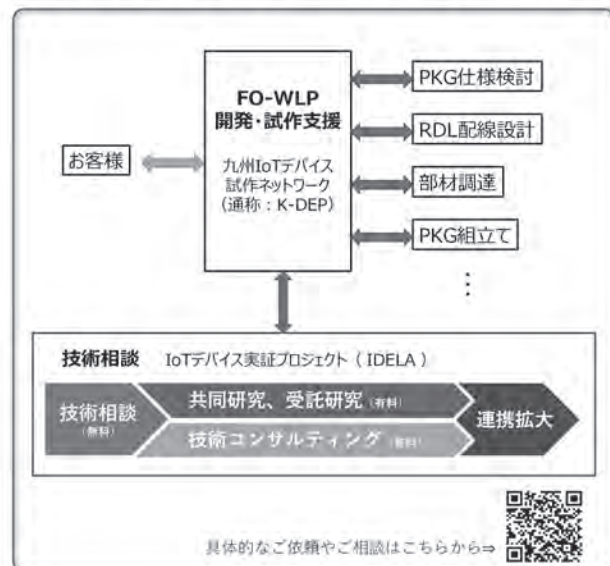 FO-WLP
開発・試作支援
九州IoTデバイス
試作ネットワーク
(通称：K-DEP)
お客様
PKG仕様検討
RDL配線設計
部材調達
PKG組立て
⋮
技術相談 IoTデバイス実証プロジェクト（ IDELA ）
技術相談
(無料)
共同研究、受託研究 (有料)
技術コンサルティング (有料)
連携拡大
具体的なご依頼やご相談はこちらから⇒